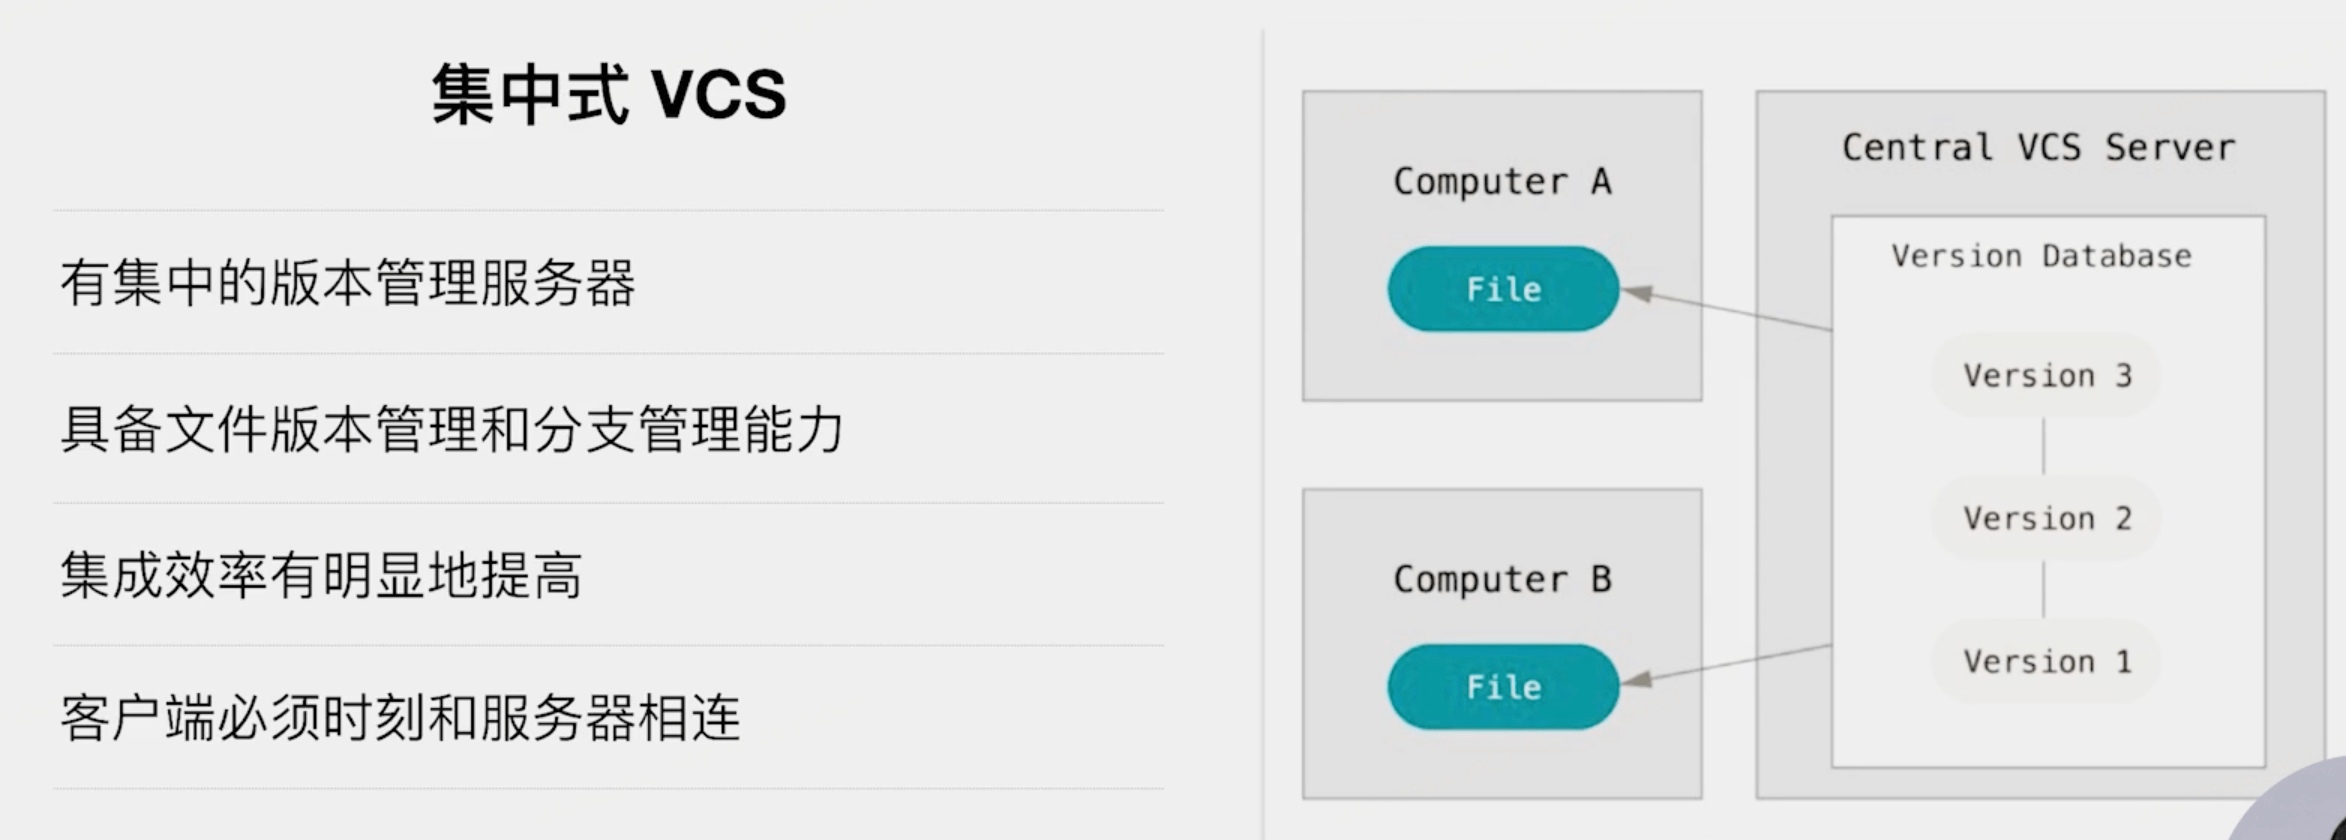 集中式 VCS
有集中的版本管理服务器
具备文件版本管理和分支管理能力
集成效率有明显地提高
客户端必须时刻和服务器相连
Computer A
File
Computer B
File
Central VCS Server
Version Database
Version 3
Version 2
Version 1